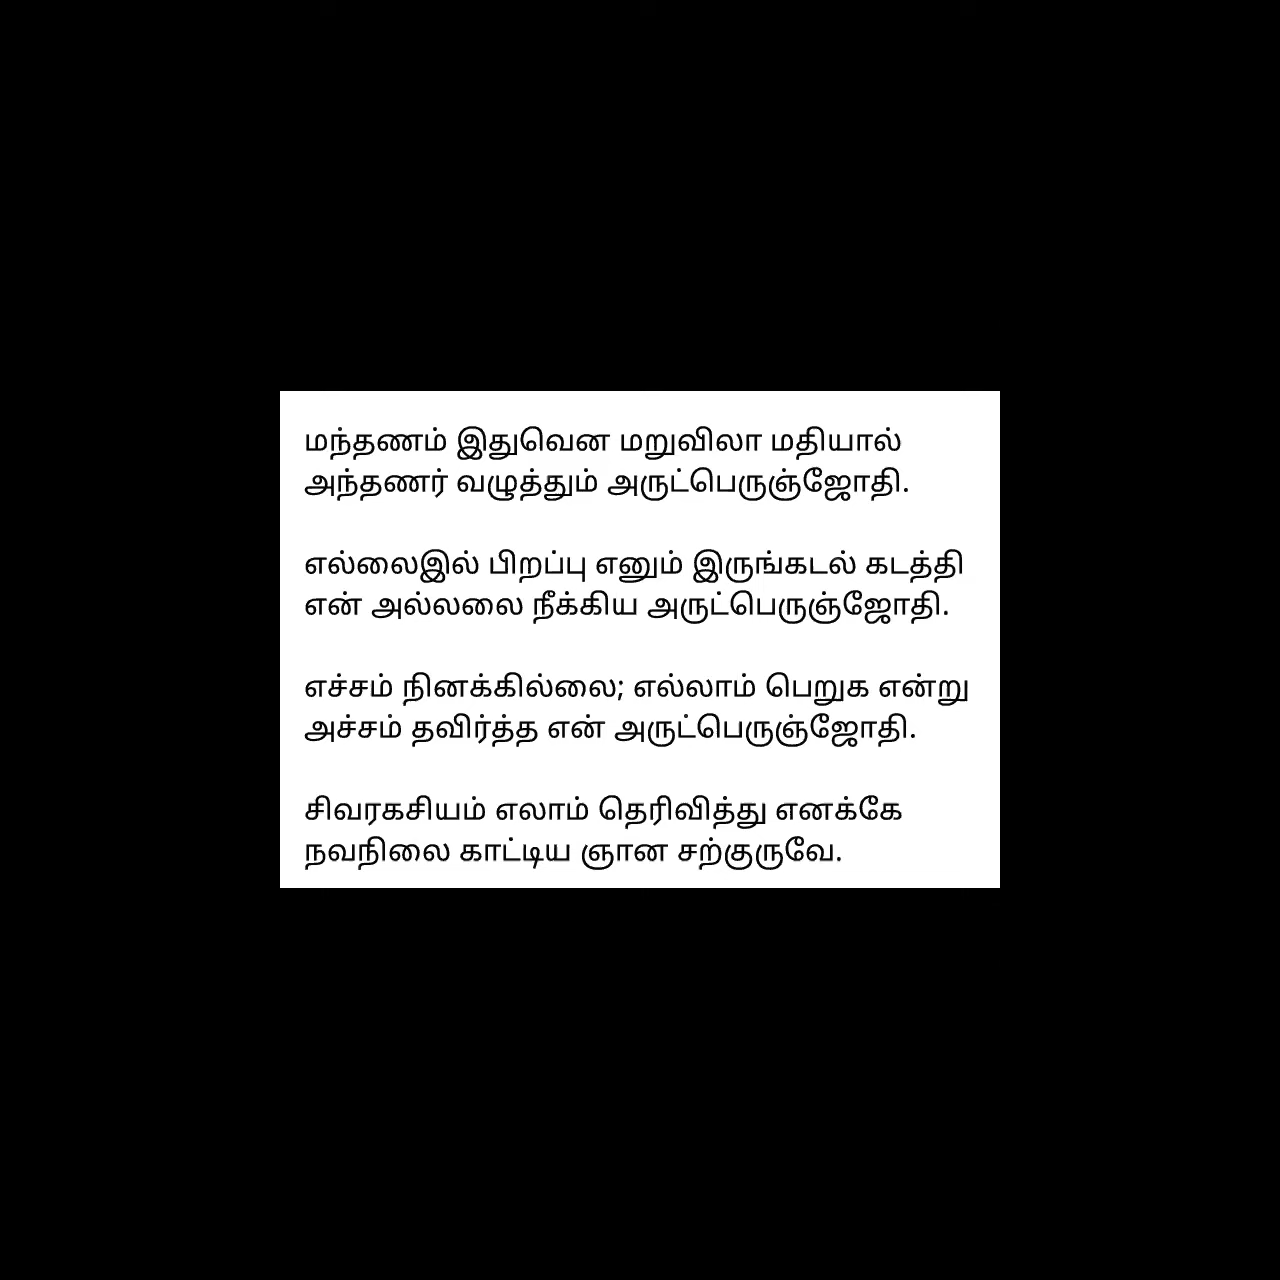 மந்தணம் இதுவென மறுவிலா மதியால்
அந்தணர் வழுத்தும் அருட்பெருஞ்ஜோதி.
எல்லைஇல் பிறப்பு எனும் இருங்கடல் கடத்தி
என் அல்லலை நீக்கிய அருட்பெருஞ்ஜோதி.
எச்சம் நினக்கில்லை; எல்லாம் பெறுக என்று
அச்சம் தவிர்த்த என் அருட்பெருஞ்ஜோதி.
சிவரகசியம் எலாம் தெரிவித்து எனக்கே
நவநிலை காட்டிய ஞான சற்குருவே.